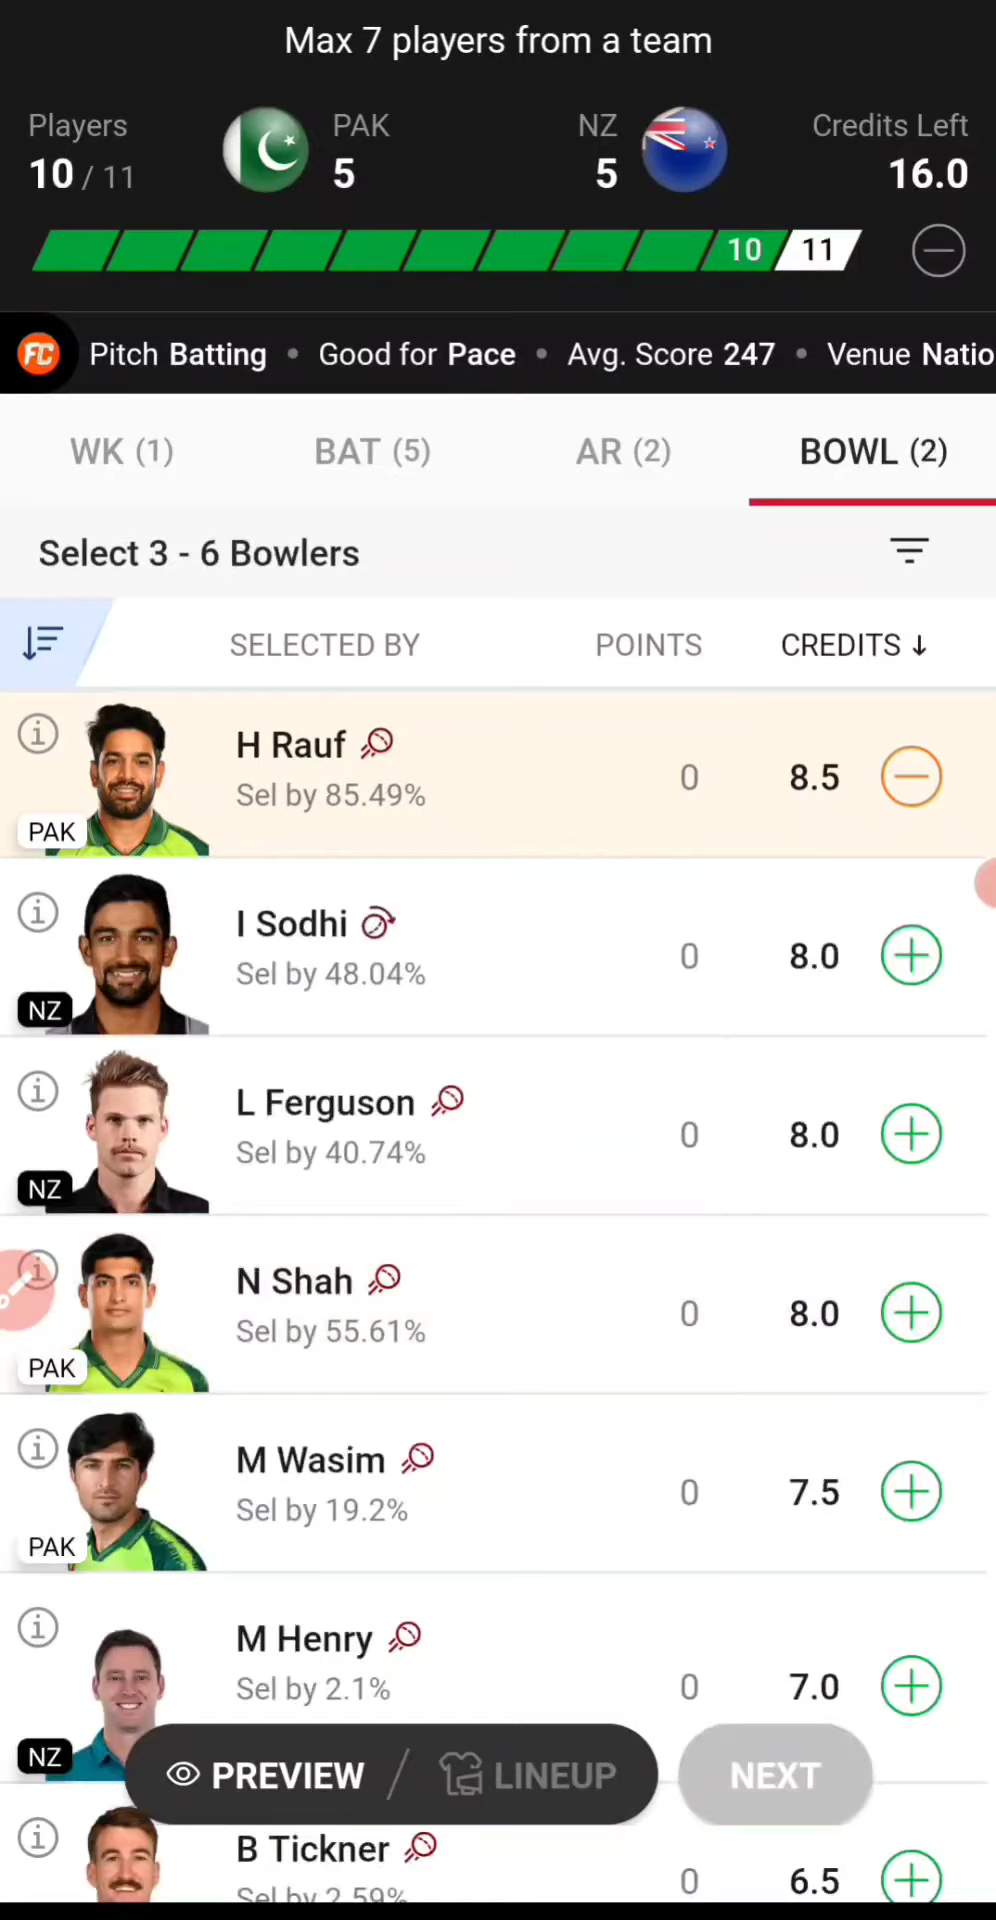 Max 7 players from a team
Players PAK NZ Credits Left
10 / 11 5 5 16.0
10 11
FC Pitch Batting • Good for Pace • Avg. Score 247 • Venue Natio
WK (1) BAT (5) AR (2) BOWL (2)
Select 3 - 6 Bowlers
SELECTED BY POINTS CREDITS ↓
H Rauf
Sel by 85.49% 0 8.5
PAK
I Sodhi
Sel by 48.04% 0 8.0
NZ
L Ferguson
Sel by 40.74% 0 8.0
NZ
N Shah
Sel by 55.61% 0 8.0
PAK
M Wasim
Sel by 19.2% 0 7.5
PAK
M Henry
Sel by 2.1% 0 7.0
NZ
PREVIEW / LINEUP NEXT
B Tickner
Sel by 2.59% 0 6.5